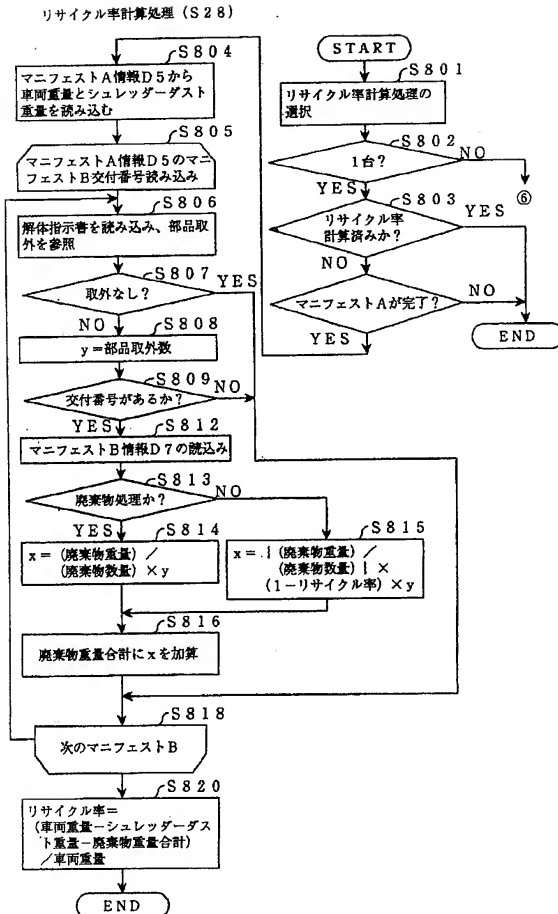 リサイクル率計算処理（S28）
START
S801
リサイクル率計算処理の
選択
S802
1台？
NO
⑥
YES
S803
リサイクル率
計算済みか？
YES
NO
マニフェストAが完了？
NO
YES
END
S804
マニフェストA情報D5から
車両重量とシュレッダーダスト
重量を読み込む
S805
マニフェストA情報D5のマニ
フェストB交付番号読み込み
S806
解体指示書を読み込み、部品取
外を参照
S807
取外なし？
YES
NO
S808
y＝部品取外数
S809
交付番号があるか？
NO
YES
S812
マニフェストB情報D7の読込み
S813
廃棄物処理か？
NO
YES
S814
x＝（廃棄物重量）／
（廃棄物数量）×y
S815
x＝｛（廃棄物重量）／
（廃棄物数量）｝×
（1－リサイクル率）×y
S816
廃棄物重量合計にxを加算
S818
次のマニフェストB
S820
リサイクル率＝
（車両重量－シュレッダーダス
ト重量－廃棄物重量合計）
／車両重量
END